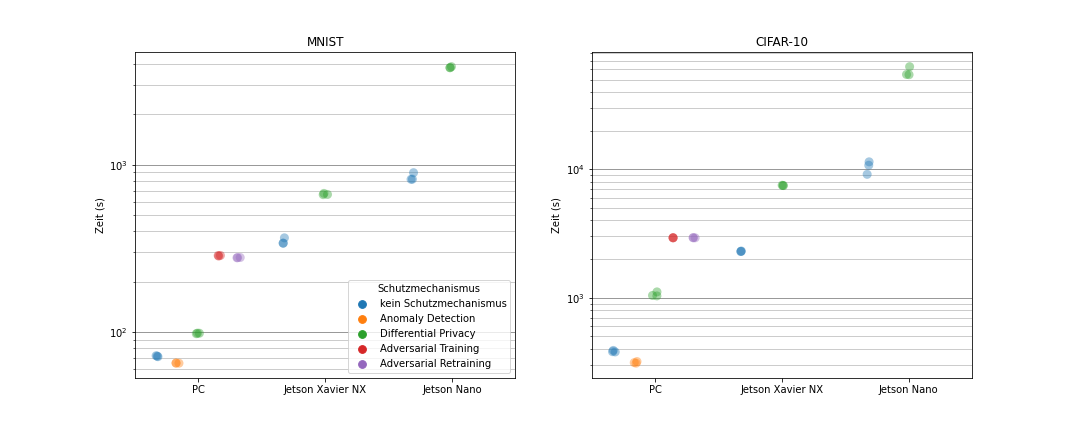 MNIST
Zeit (s)
10³
10²
PC
Jetson Xavier NX
Jetson Nano
Schutzmechanismus
kein Schutzmechanismus
Anomaly Detection
Differential Privacy
Adversarial Training
Adversarial Retraining
CIFAR-10
Zeit (s)
10⁴
10³
PC
Jetson Xavier NX
Jetson Nano